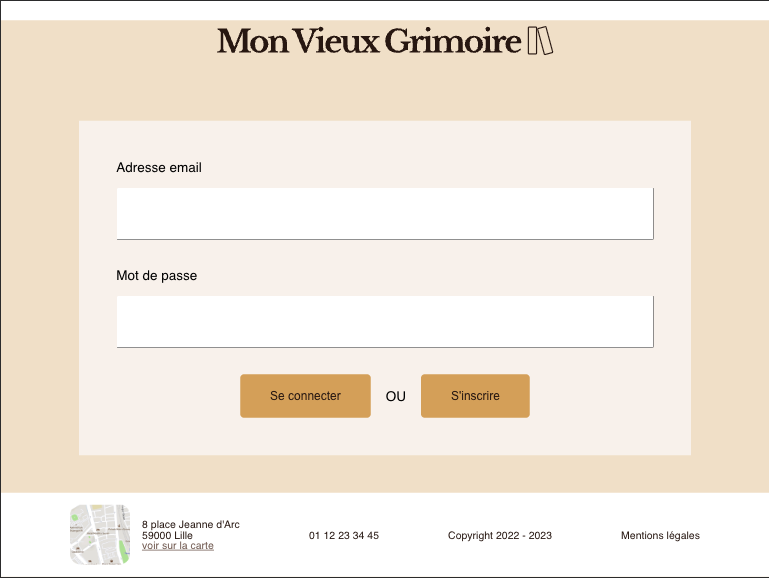 Mon Vieux Grimoire
Adresse email
Mot de passe
Se connecter
OU
S'inscrire
8 place Jeanne d'Arc
59000 Lille
voir sur la carte
01 12 23 34 45
Copyright 2022 - 2023
Mentions légales